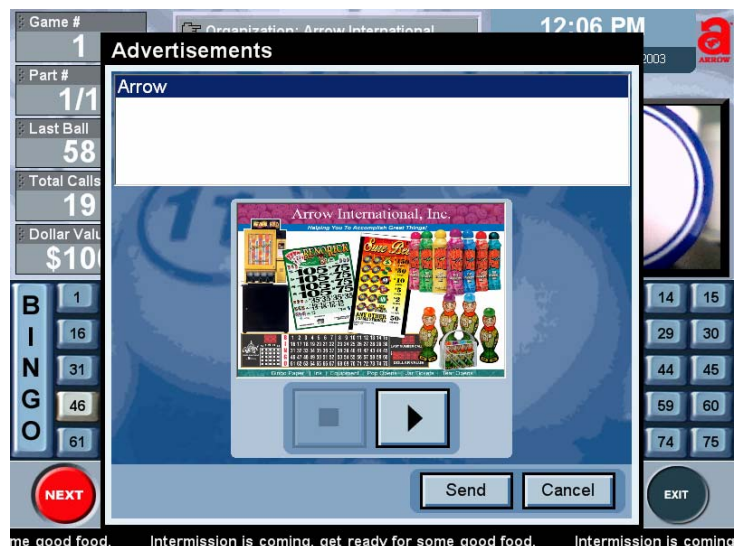 Game #
1
Organization: Arrow International
12:06 PM
2003
ARROW
Part #
1/1
Last Ball
58
Total Calls
19
Dollar Valu
$10
Advertisements
Arrow
Arrow International, Inc.
Helping You To Accomplish Great Things!
BINGO
1 14 15
16 29 30
31 44 45
46 59 60
61 74 75
Send
Cancel
NEXT
EXIT
me good food. Intermission is coming, get ready for some good food. Intermission is coming